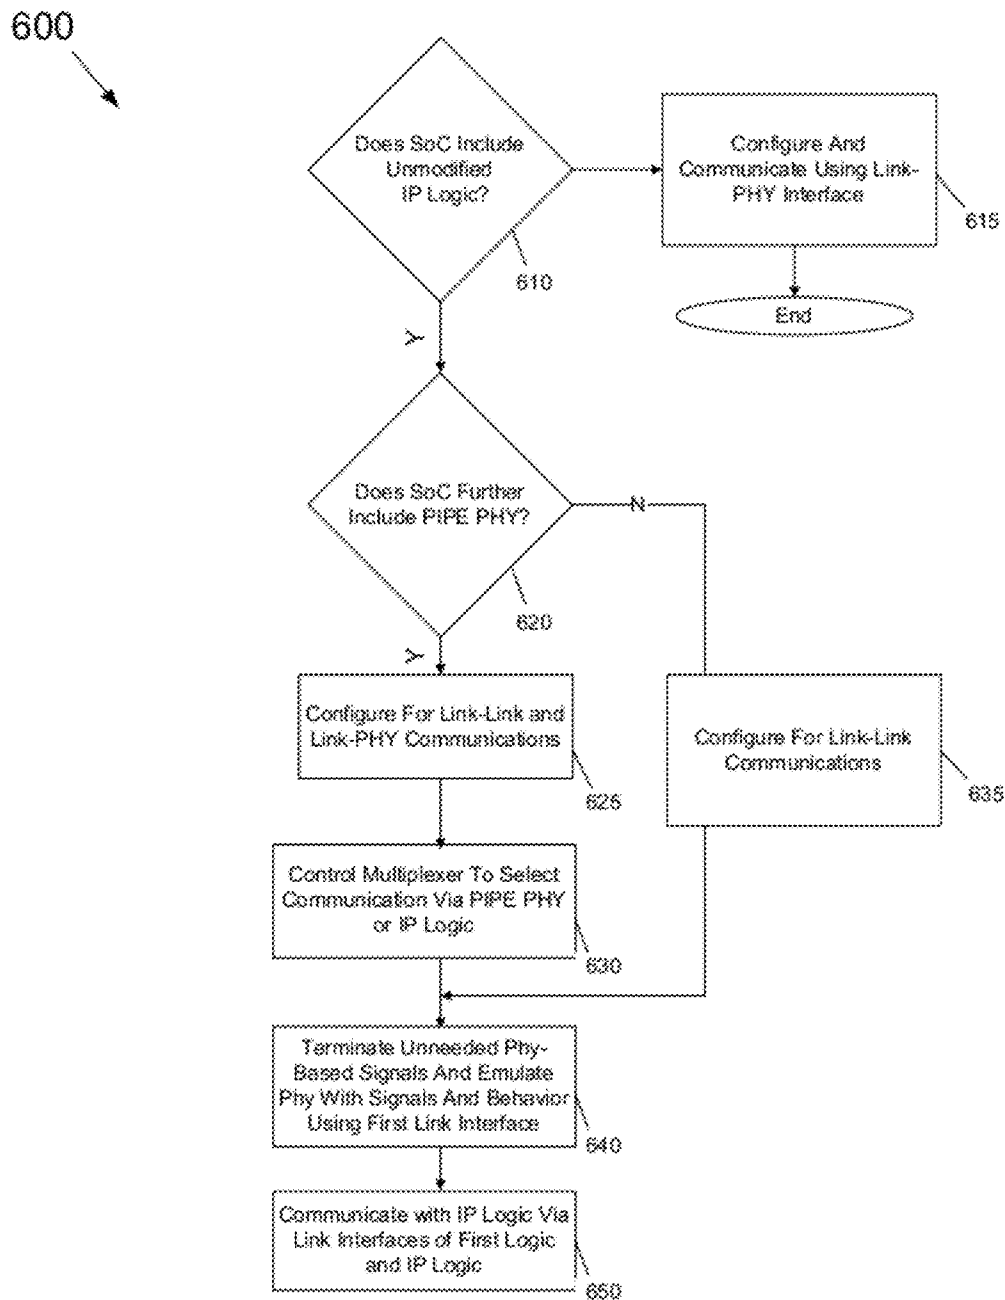 600
Does SoC Include
Unmodified
IP Logic?
610
Configure And
Communicate Using Link-
PHY Interface
615
End
Y
Does SoC Further
Include PIPE PHY?
N
620
Y
Configure For Link-Link and
Link-PHY Communications
625
Configure For Link-Link
Communications
635
Control Multiplexer To Select
Communication Via PIPE PHY
or IP Logic
630
Terminate Unneeded Phy-
Based Signals And Emulate
Phy With Signals And Behavior
Using First Link Interface
640
Communicate with IP Logic Via
Link Interfaces of First Logic
and IP Logic
650